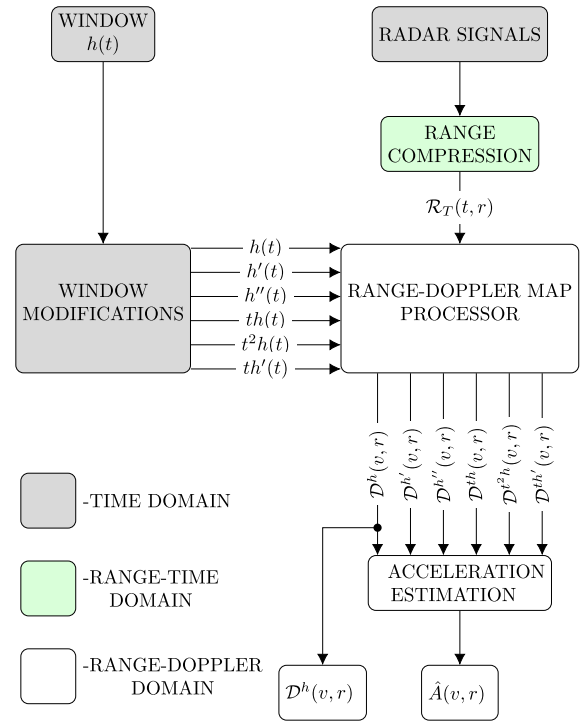 WINDOW
h(t)
RADAR SIGNALS
RANGE
COMPRESSION
ℛ_T(t, r)
WINDOW
MODIFICATIONS
h(t)
h′(t)
h′′(t)
th(t)
t²h(t)
th′(t)
RANGE-DOPPLER MAP
PROCESSOR
𝒟^h(v, r)
𝒟^h′(v, r)
𝒟^h′′(v, r)
𝒟^th(v, r)
𝒟^t²h(v, r)
𝒟^th′(v, r)
-TIME DOMAIN
-RANGE-TIME
DOMAIN
-RANGE-DOPPLER
DOMAIN
ACCELERATION
ESTIMATION
𝒟^h(v, r)
Â(v, r)